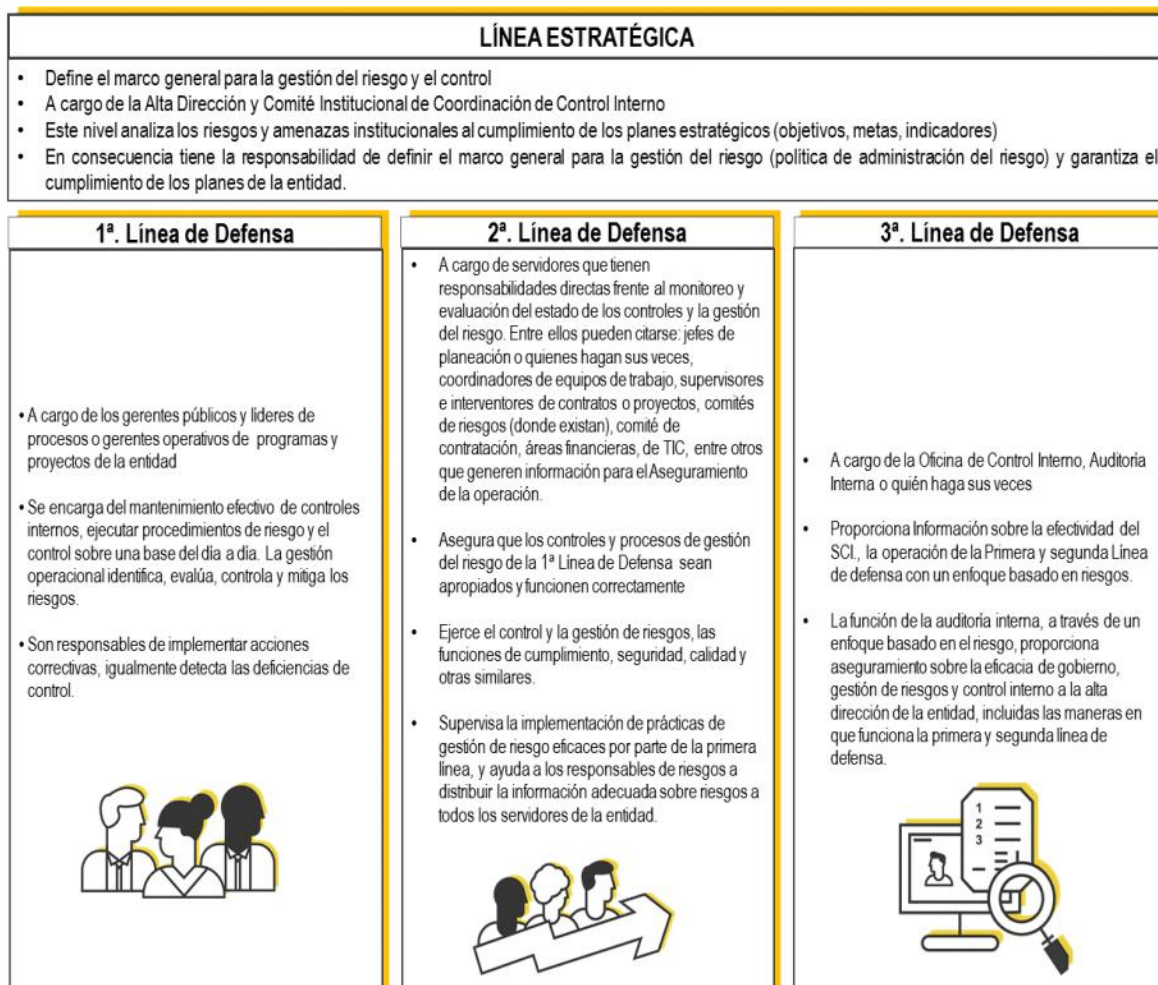 LÍNEA ESTRATÉGICA
• Define el marco general para la gestión del riesgo y el control
• A cargo de la Alta Dirección y Comité Institucional de Coordinación de Control Interno
• Este nivel analiza los riesgos y amenazas institucionales al cumplimiento de los planes estratégicos (objetivos, metas, indicadores)
• En consecuencia tiene la responsabilidad de definir el marco general para la gestión del riesgo (política de administración del riesgo) y garantiza el
cumplimiento de los planes de la entidad.
1ª. Línea de Defensa
• A cargo de los gerentes públicos y líderes de
procesos o gerentes operativos de programas y
proyectos de la entidad
• Se encarga del mantenimiento efectivo de controles
internos, ejecutar procedimientos de riesgo y el
control sobre una base del día a día. La gestión
operacional identifica, evalúa, controla y mitiga los
riesgos.
• Son responsables de implementar acciones
correctivas, igualmente detecta las deficiencias de
control.
2ª. Línea de Defensa
• A cargo de servidores que tienen
responsabilidades directas frente al monitoreo y
evaluación del estado de los controles y la gestión
del riesgo. Entre ellos pueden citarse: jefes de
planeación o quienes hagan sus veces,
coordinadores de equipos de trabajo, supervisores
e interventores de contratos o proyectos, comités
de riesgos (donde existan), comité de
contratación, áreas financieras, de TIC, entre otros
que generen información para el Aseguramiento
de la operación.
• Asegura que los controles y procesos de gestión
del riesgo de la 1ª Línea de Defensa sean
apropiados y funcionen correctamente
• Ejerce el control y la gestión de riesgos, las
funciones de cumplimiento, seguridad, calidad y
otras similares.
• Supervisa la implementación de prácticas de
gestión de riesgo eficaces por parte de la primera
línea, y ayuda a los responsables de riesgos a
distribuir la información adecuada sobre riesgos a
todos los servidores de la entidad.
3ª. Línea de Defensa
• A cargo de la Oficina de Control Interno, Auditoría
Interna o quién haga sus veces
• Proporciona Información sobre la efectividad del
SCI., la operación de la Primera y segunda Línea
de defensa con un enfoque basado en riesgos.
• La función de la auditoría interna, a través de un
enfoque basado en el riesgo, proporciona
aseguramiento sobre la eficacia de gobierno,
gestión de riesgos y control interno a la alta
dirección de la entidad, incluidas las maneras en
que funciona la primera y segunda línea de
defensa.
1
2
3